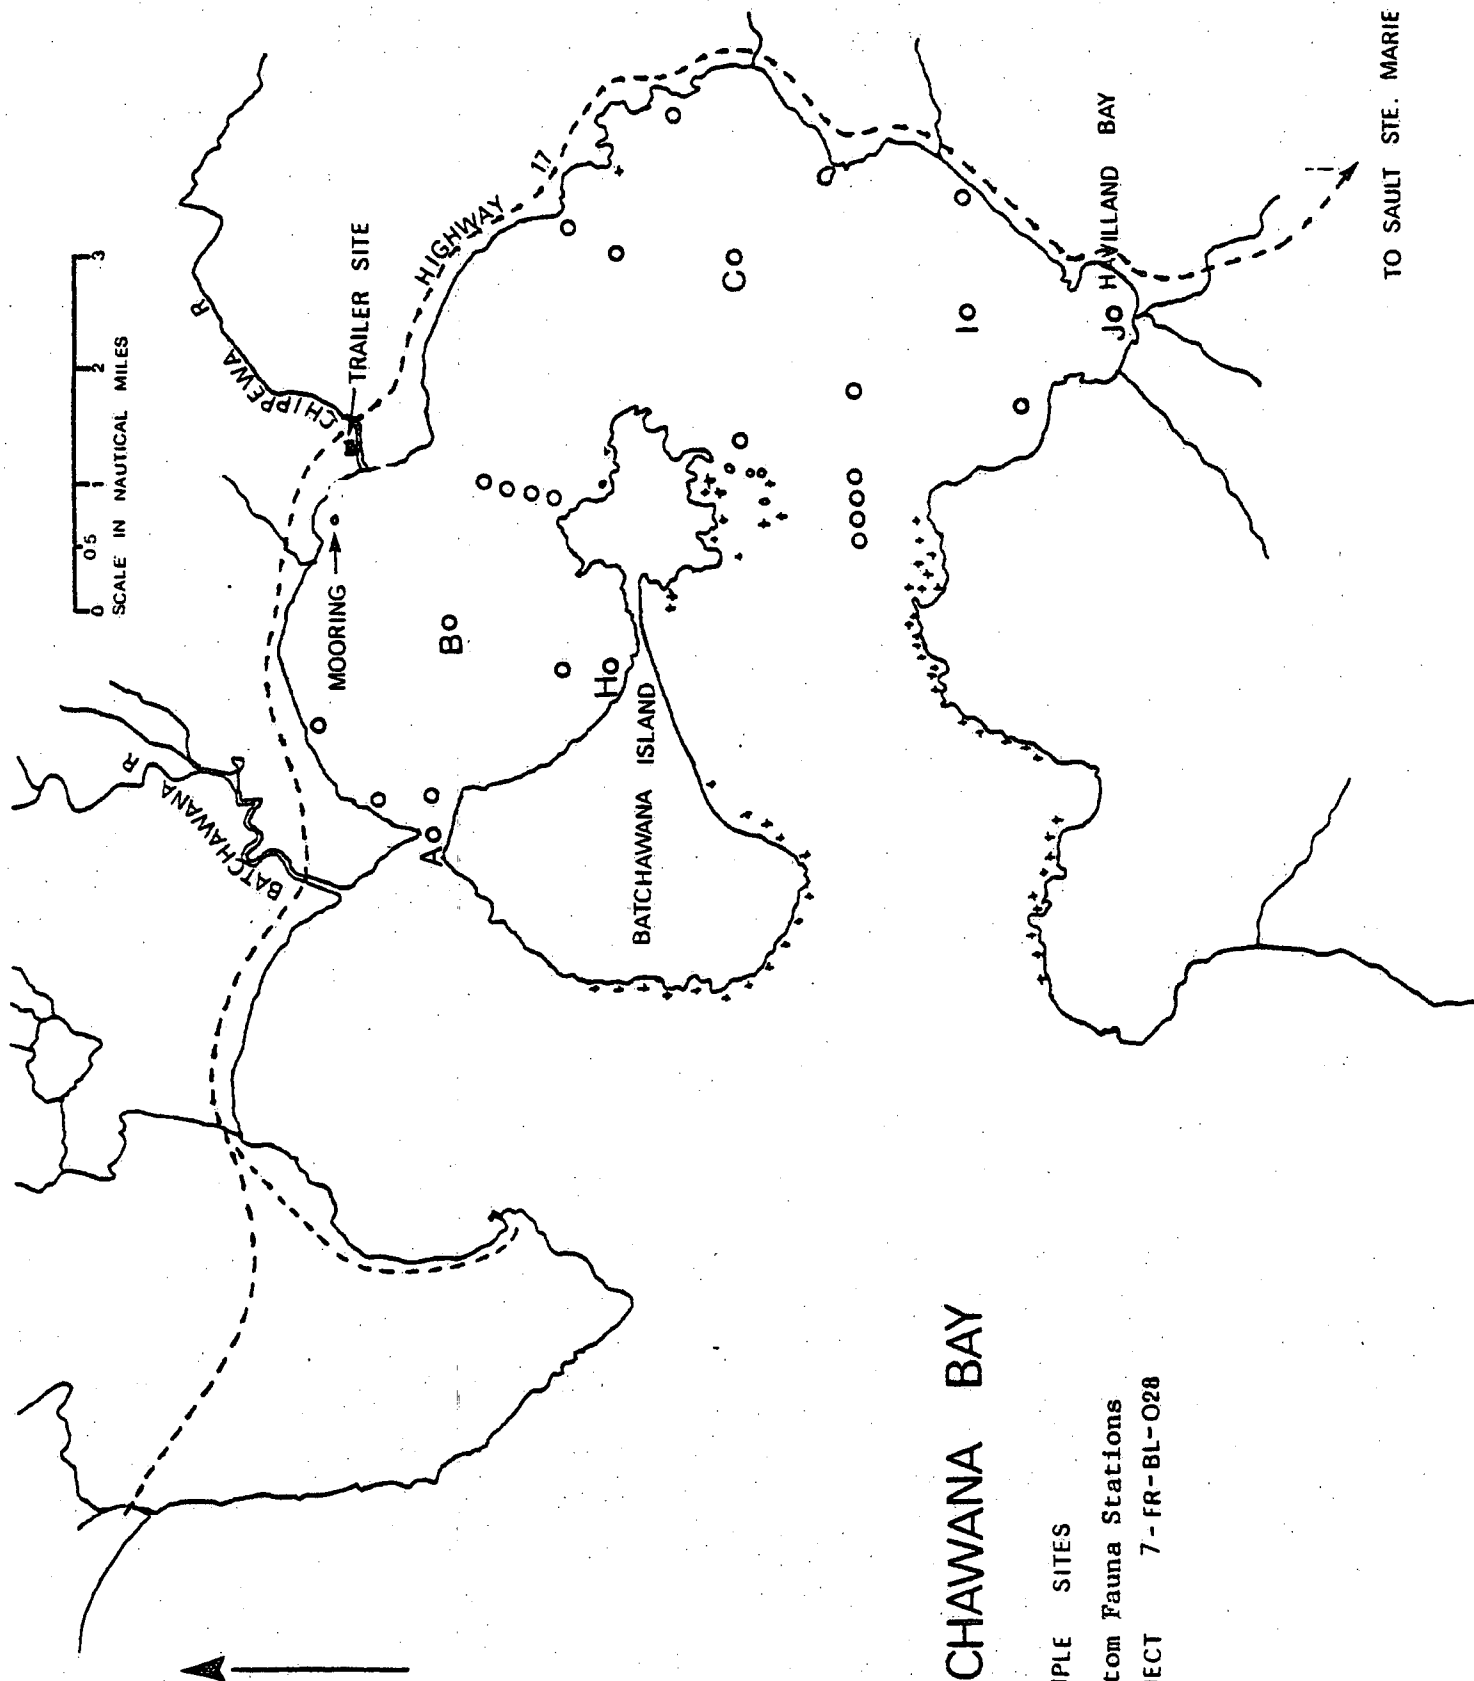 0 0.5 1 2 3
SCALE IN NAUTICAL MILES
CHIPPEWA R
TRAILER SITE
HIGHWAY 17
MOORING
BATCHAWANA R
A
B
C
H
I
J
BATCHAWANA ISLAND
HAVILLAND BAY
TO SAULT STE. MARIE
CHAWANA BAY
PLE SITES
tom Fauna Stations
ECT 7-FR-BL-028